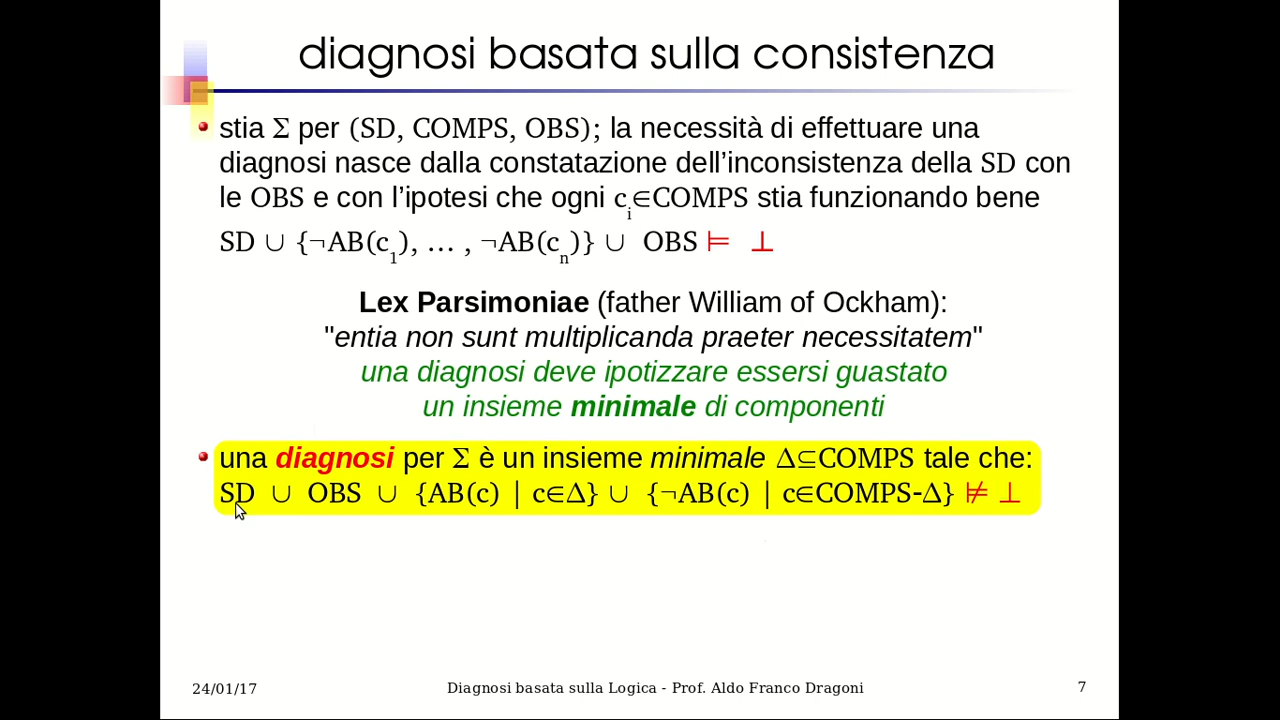 diagnosi basata sulla consistenza
stia Σ per (SD, COMPS, OBS); la necessità di effettuare una
diagnosi nasce dalla constatazione dell’inconsistenza della SD con
le OBS e con l’ipotesi che ogni cᵢ∈COMPS stia funzionando bene
SD ∪ {¬AB(c₁), … , ¬AB(cₙ)} ∪ OBS ⊨ ⊥
Lex Parsimoniae (father William of Ockham):
"entia non sunt multiplicanda praeter necessitatem"
una diagnosi deve ipotizzare essersi guastato
un insieme minimale di componenti
una diagnosi per Σ è un insieme minimale Δ⊆COMPS tale che:
SD ∪ OBS ∪ {AB(c) | c∈Δ} ∪ {¬AB(c) | c∈COMPS-Δ} ⊭ ⊥
24/01/17 Diagnosi basata sulla Logica - Prof. Aldo Franco Dragoni 7